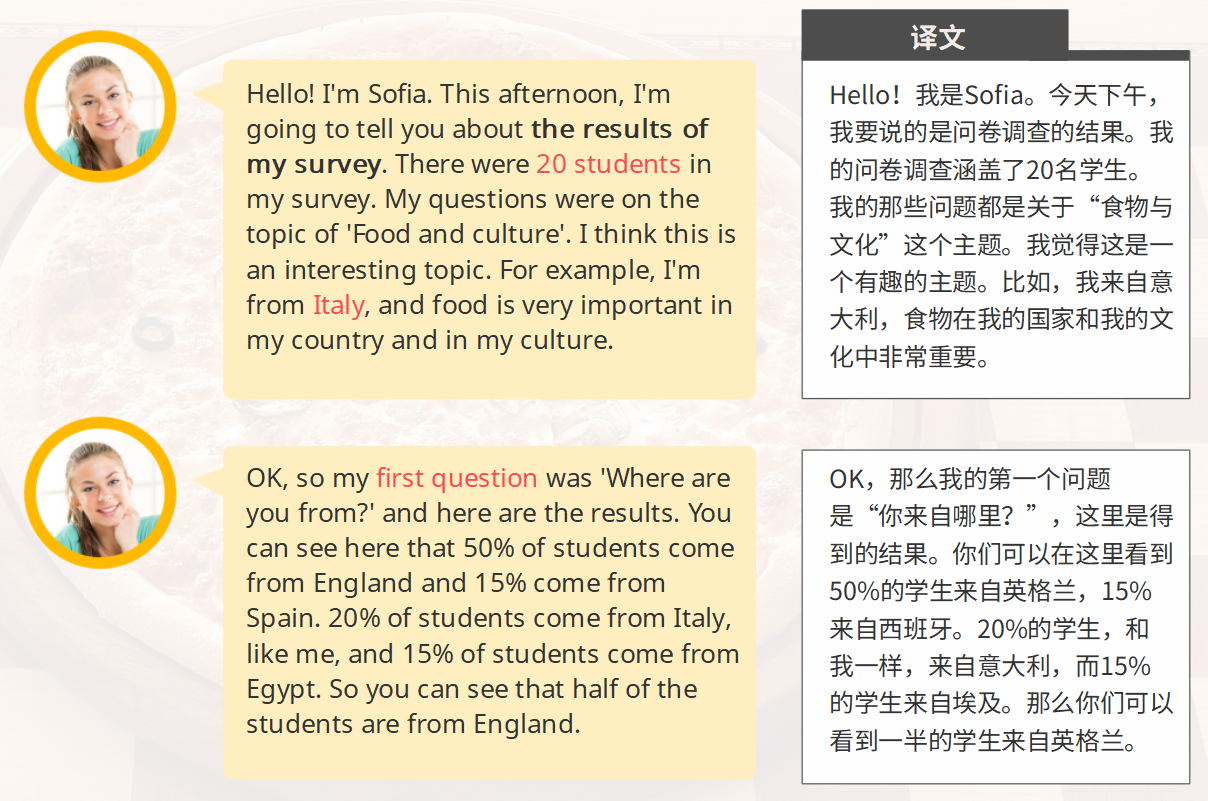 译文
Hello! I'm Sofia. This afternoon, I'm
going to tell you about the results of
my survey. There were 20 students in
my survey. My questions were on the
topic of 'Food and culture'. I think this is
an interesting topic. For example, I'm
from Italy, and food is very important in
my country and in my culture.
Hello！我是Sofia。今天下午，
我要说的是问卷调查的结果。我
的问卷调查涵盖了20名学生。
我的那些问题都是关于“食物与
文化”这个主题。我觉得这是一
个有趣的主题。比如，我来自意
大利，食物在我的国家和我的文
化中非常重要。
OK, so my first question was 'Where are
you from?' and here are the results. You
can see here that 50% of students come
from England and 15% come from
Spain. 20% of students come from Italy,
like me, and 15% of students come from
Egypt. So you can see that half of the
students are from England.
OK，那么我的第一个问题
是“你来自哪里？”，这里是得
到的结果。你们可以在这里看到
50%的学生来自英格兰，15%
来自西班牙。20%的学生，和
我一样，来自意大利，而15%
的学生来自埃及。那么你们可以
看到一半的学生来自英格兰。